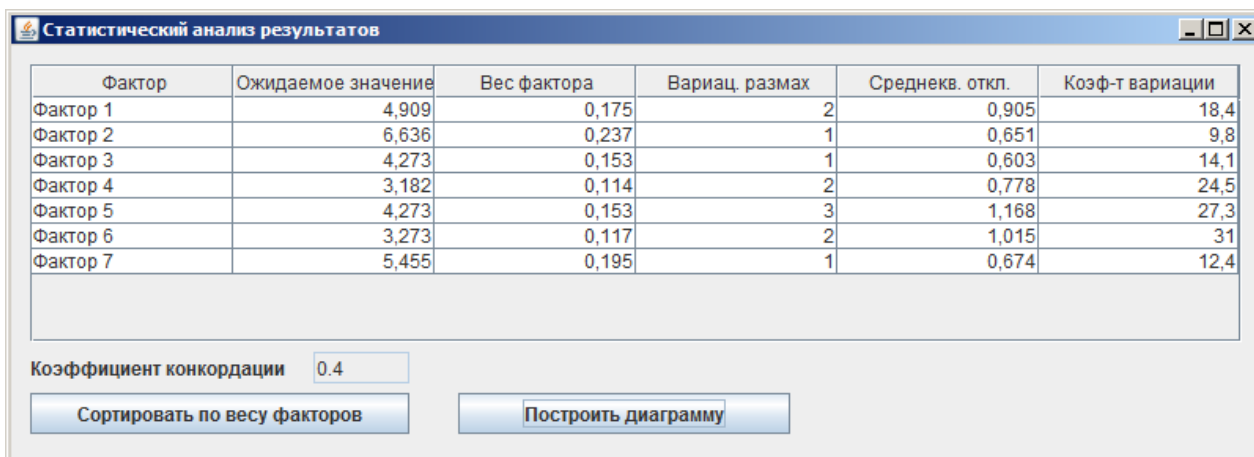 Статистический анализ результатов
Фактор Ожидаемое значение Вес фактора Вариац. размах Среднекв. откл. Коэф-т вариации
Фактор 1 4,909 0,175 2 0,905 18,4
Фактор 2 6,636 0,237 1 0,651 9,8
Фактор 3 4,273 0,153 1 0,603 14,1
Фактор 4 3,182 0,114 2 0,778 24,5
Фактор 5 4,273 0,153 3 1,168 27,3
Фактор 6 3,273 0,117 2 1,015 31
Фактор 7 5,455 0,195 1 0,674 12,4
Коэффициент конкордации 0.4
Сортировать по весу факторов Построить диаграмму